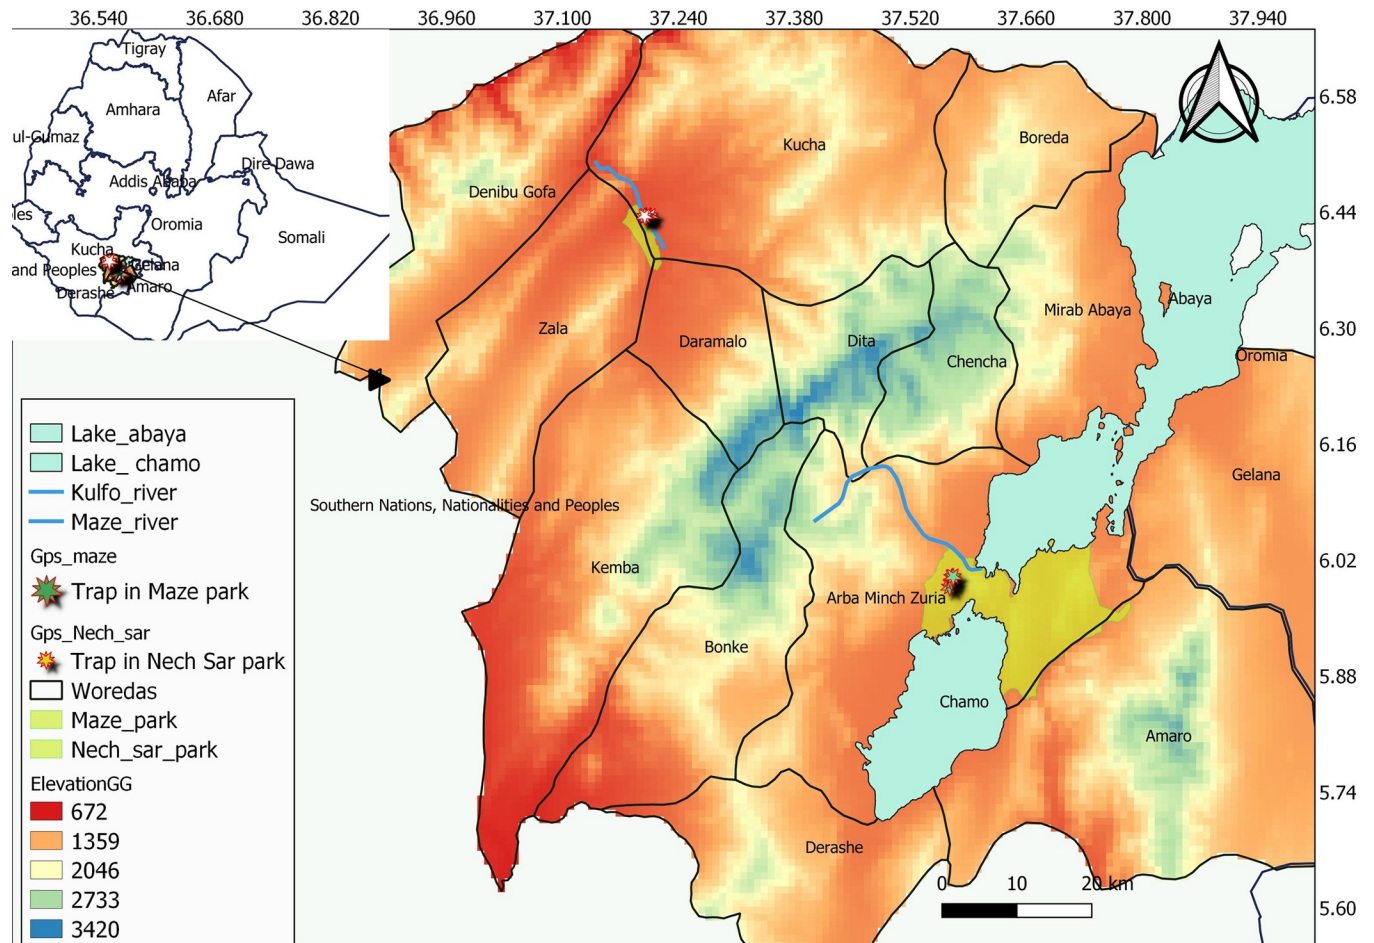 36.540 36.680 36.820 36.960 37.100 37.240 37.380 37.520 37.660 37.800 37.940
Tigray
Amhara
Afar
ul-Gumaz
Dire Dawa
Addis Ababa
les
Oromia
Somali
Kucha
and Peoples
Gelana
Amaro
Derashe
6.58
6.44
6.30
6.16
6.02
5.88
5.74
5.60
Kucha
Boreda
Denibu Gofa
Zala
Daramalo
Dita
Chencha
Mirab Abaya
Abaya
Oromia
Gelana
Southern Nations, Nationalities and Peoples
Kemba
Arba Minch Zuria
Bonke
Chamo
Amaro
Derashe
0 10 20 km
Lake_abaya
Lake_ chamo
Kulfo_river
Maze_river
Gps_maze
Trap in Maze park
Gps_Nech_sar
Trap in Nech Sar park
Woredas
Maze_park
Nech_sar_park
ElevationGG
672
1359
2046
2733
3420